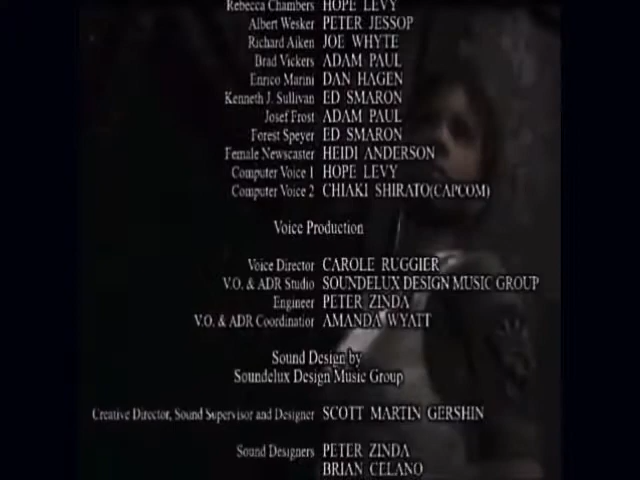 Rebecca Chambers HOPE LEVY
Albert Wesker PETER JESSOP
Richard Aiken JOE WHYTE
Brad Vickers ADAM PAUL
Enrico Marini DAN HAGEN
Kenneth J. Sullivan ED SMARON
Josef Frost ADAM PAUL
Forest Speyer ED SMARON
Female Newscaster HEIDI ANDERSON
Computer Voice 1 HOPE LEVY
Computer Voice 2 CHIAKI SHIRATO(CAPCOM)
Voice Production
Voice Director CAROLE RUGGIER
V.O. & ADR Studio SOUNDELUX DESIGN MUSIC GROUP
Engineer PETER ZINDA
V.O. & ADR Coordinatior AMANDA WYATT
Sound Design by
Soundelux Design Music Group
Creative Director, Sound Supervisor and Designer SCOTT MARTIN GERSHIN
Sound Designers PETER ZINDA
BRIAN CELANO